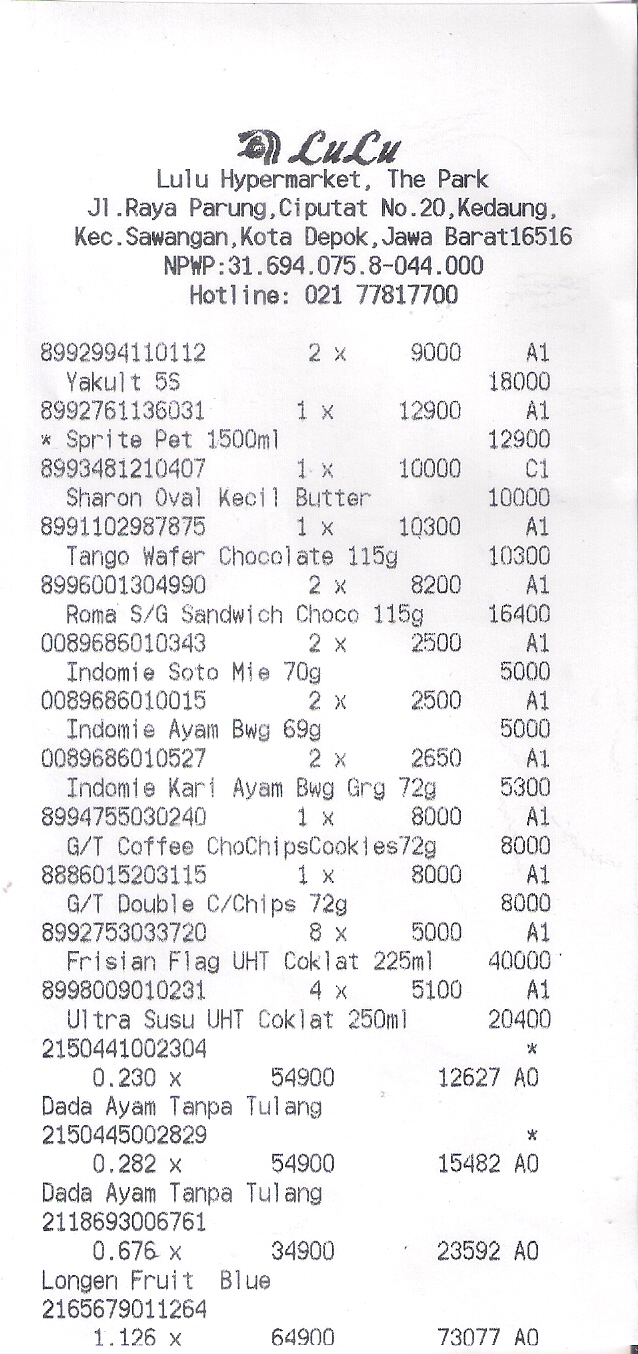 LuLu
Lulu Hypermarket, The Park
Jl.Raya Parung,Ciputat No.20,Kedaung,
Kec.Sawangan,Kota Depok,Jawa Barat16516
NPWP:31.694.075.8-044.000
Hotline: 021 77817700
8992994110112 2 x 9000 A1
Yakult 5S 18000
8992761136031 1 x 12900 A1
* Sprite Pet 1500ml 12900
8993481210407 1 x 10000 C1
Sharon Oval Kecil Butter 10000
8991102987875 1 x 10300 A1
Tango Wafer Chocolate 115g 10300
8996001304990 2 x 8200 A1
Roma S/G Sandwich Choco 115g 16400
0089686010343 2 x 2500 A1
Indomie Soto Mie 70g 5000
0089686010015 2 x 2500 A1
Indomie Ayam Bwg 69g 5000
0089686010527 2 x 2650 A1
Indomie Kari Ayam Bwg Grg 72g 5300
8994755030240 1 x 8000 A1
G/T Coffee ChoChipsCookies72g 8000
8886015203115 1 x 8000 A1
G/T Double C/Chips 72g 8000
8992753033720 8 x 5000 A1
Frisian Flag UHT Coklat 225ml 40000
8998009010231 4 x 5100 A1
Ultra Susu UHT Coklat 250ml 20400
2150441002304 *
0.230 x 54900 12627 A0
Dada Ayam Tanpa Tulang
2150445002829 *
0.282 x 54900 15482 A0
Dada Ayam Tanpa Tulang
2118693006761
0.676 x 34900 23592 A0
Longen Fruit Blue
2165679011264
1.126 x 64900 73077 A0